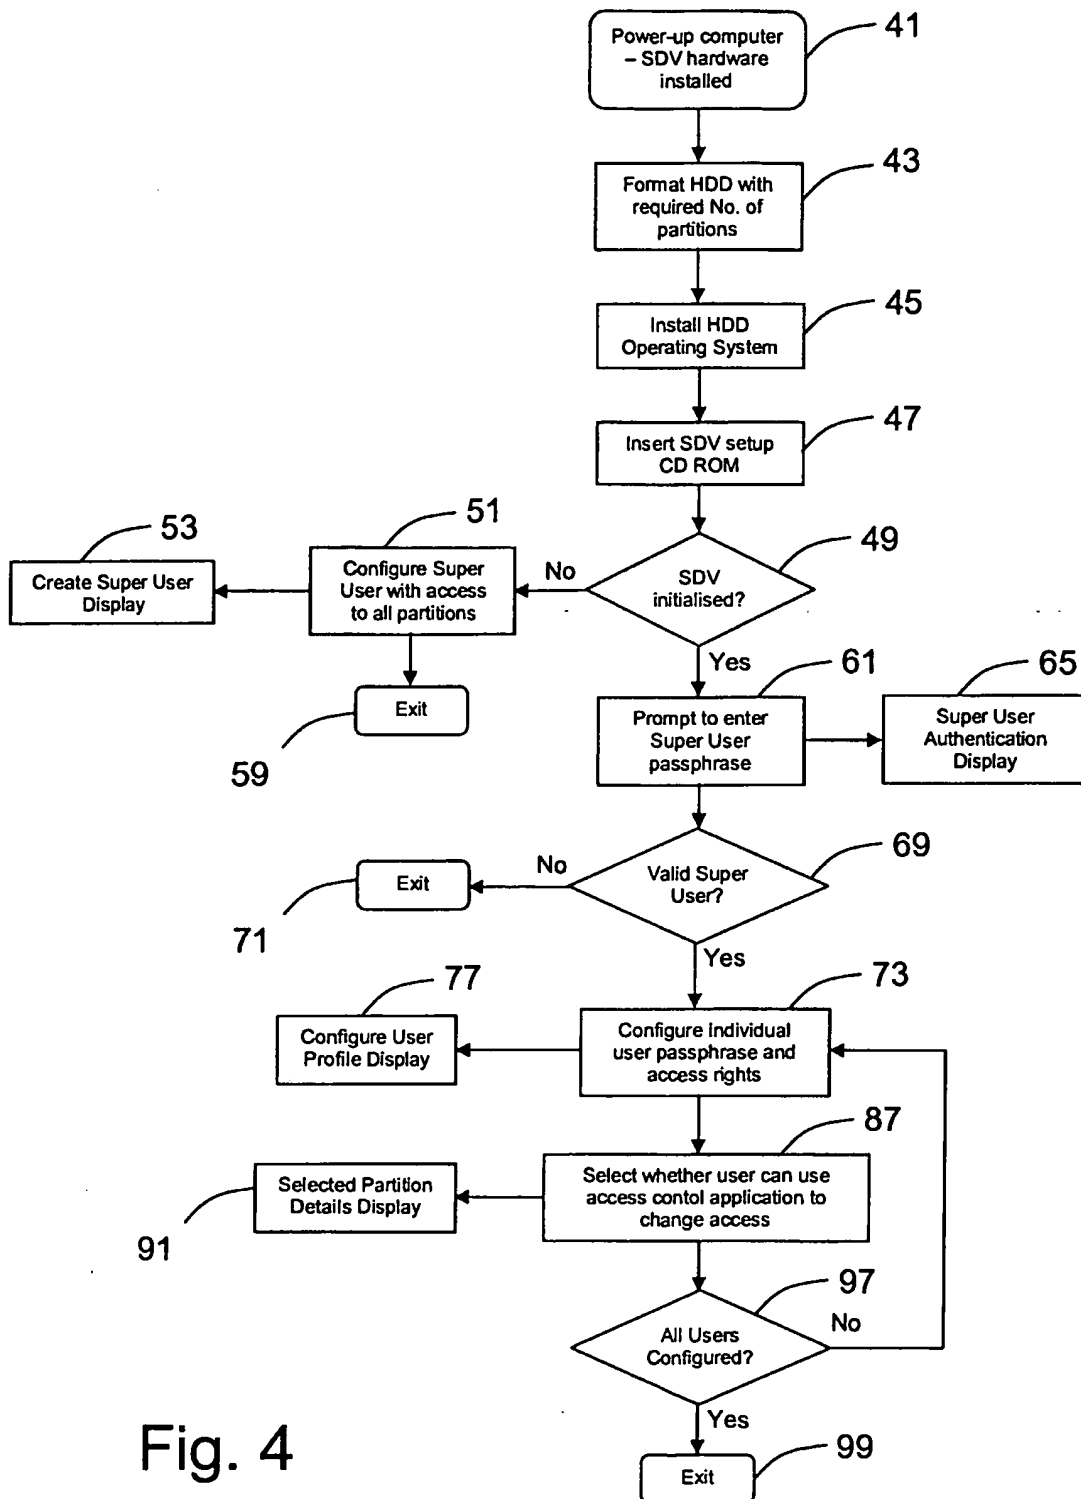 41
Power-up computer
– SDV hardware
installed
43
Format HDD with
required No. of
partitions
45
Install HDD
Operating System
47
Insert SDV setup
CD ROM
53
51
49
Create Super User
Display
Configure Super
User with access
to all partitions
No
SDV
initialised?
Yes
61
65
Exit
59
Prompt to enter
Super User
passphrase
Super User
Authentication
Display
69
No
Exit
71
Valid Super
User?
Yes
77
73
Configure User
Profile Display
Configure individual
user passphrase and
access rights
87
Selected Partition
Details Display
91
Select whether user can use
access contol application to
change access
97
No
All Users
Configured?
Yes
Fig. 4
99
Exit